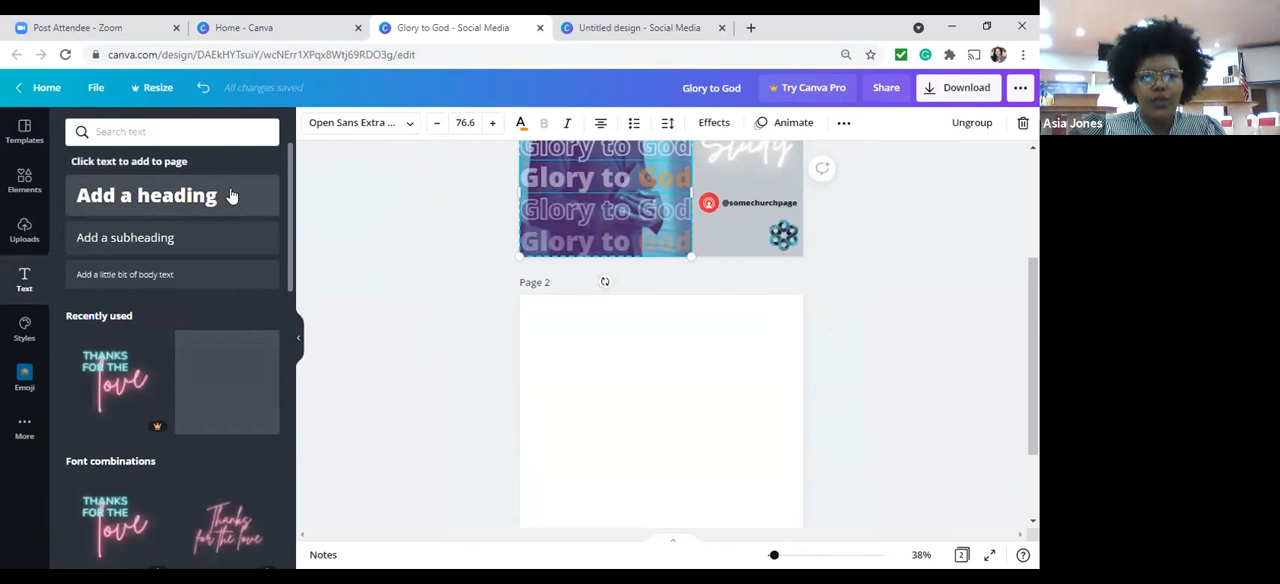 Post Attendee - Zoom
Home - Canva
Glory to God - Social Media
Untitled design - Social Media
canva.com/design/DAEkHYTsuiY/wcNErr1XPqx8Wtj69RDO3g/edit
Home
File
Resize
All changes saved
Glory to God
Try Canva Pro
Share
Download
Templates
Elements
Uploads
Text
Styles
Emoji
More
Search text
Click text to add to page
Add a heading
Add a subheading
Add a little bit of body text
Recently used
THANKS
FOR THE
love
Font combinations
THANKS
FOR THE
love
Thanks
for the love
Open Sans Extra ...
76.6
A
B
I
Effects
Animate
Ungroup
Glory to God
Glory to God
Glory to God
Glory to God
Study
@somechurchpage
Page 2
Notes
38%
2
Asia Jones